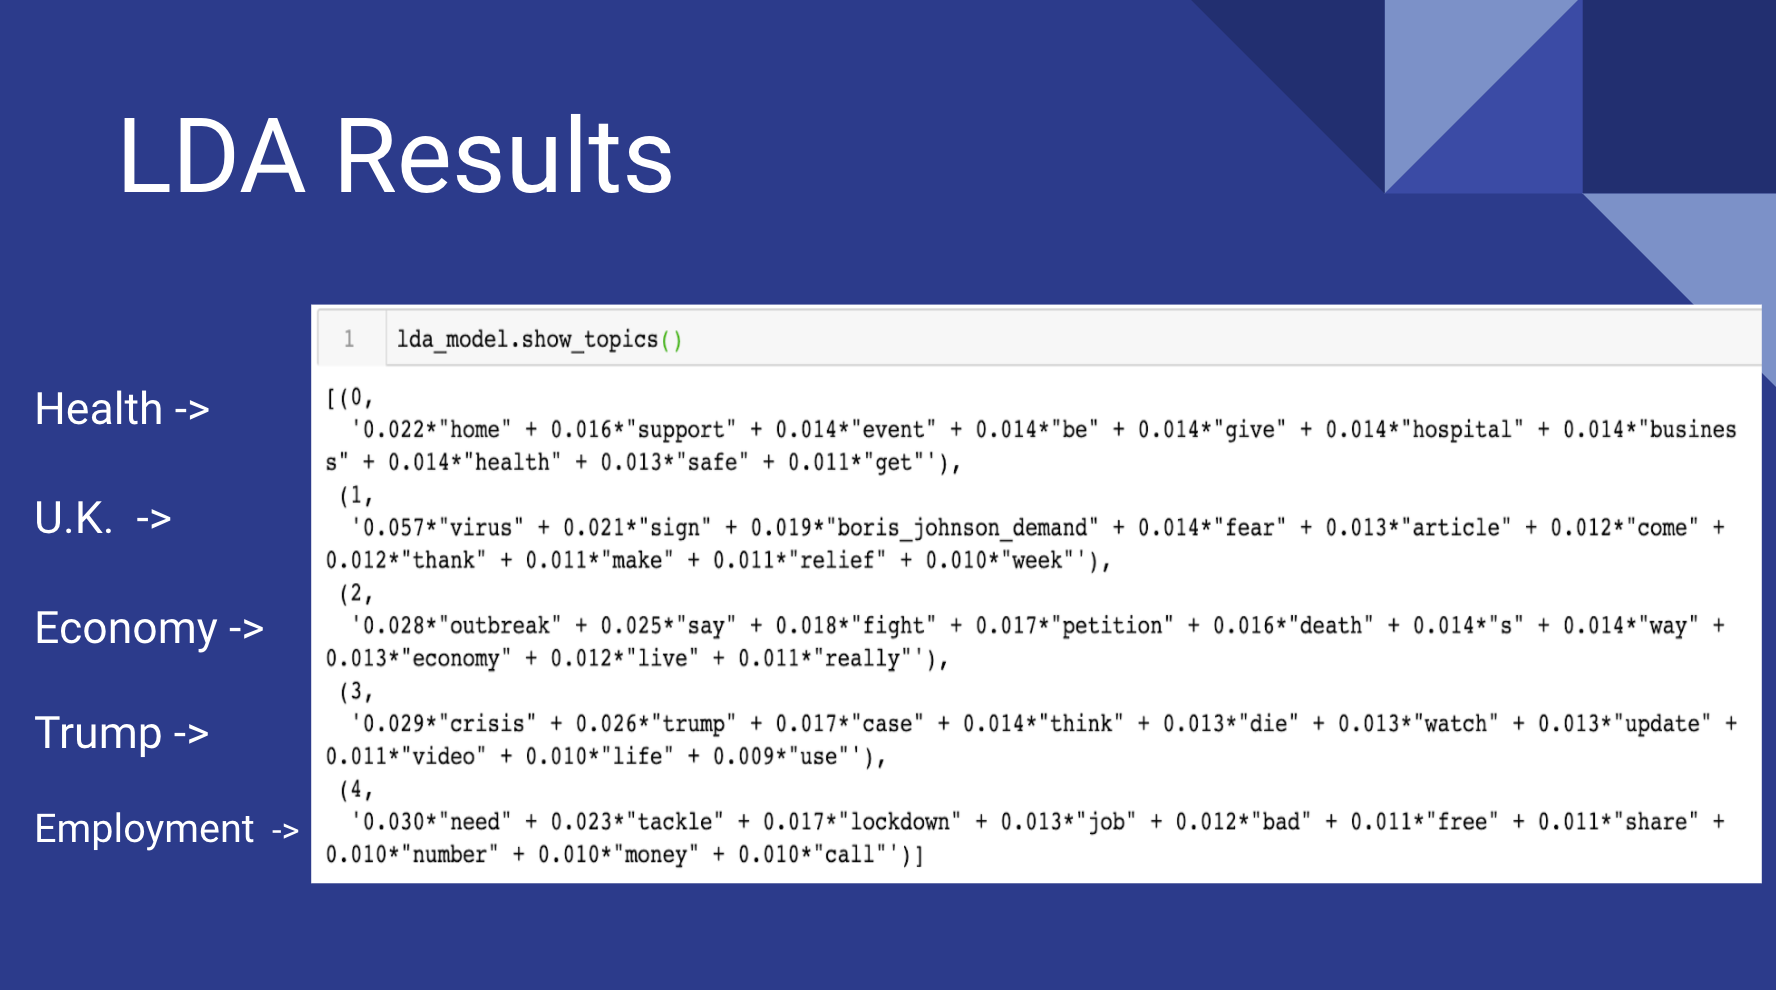 LDA Results
1 lda_model.show_topics()
Health ->
[(0,
'0.022*"home" + 0.016*"support" + 0.014*"event" + 0.014*"be" + 0.014*"give" + 0.014*"hospital" + 0.014*"busines
s" + 0.014*"health" + 0.013*"safe" + 0.011*"get"'),
U.K. ->
(1,
'0.057*"virus" + 0.021*"sign" + 0.019*"boris_johnson_demand" + 0.014*"fear" + 0.013*"article" + 0.012*"come" +
0.012*"thank" + 0.011*"make" + 0.011*"relief" + 0.010*"week"'),
Economy ->
(2,
'0.028*"outbreak" + 0.025*"say" + 0.018*"fight" + 0.017*"petition" + 0.016*"death" + 0.014*"s" + 0.014*"way" +
0.013*"economy" + 0.012*"live" + 0.011*"really"'),
Trump ->
(3,
'0.029*"crisis" + 0.026*"trump" + 0.017*"case" + 0.014*"think" + 0.013*"die" + 0.013*"watch" + 0.013*"update" +
0.011*"video" + 0.010*"life" + 0.009*"use"'),
Employment ->
(4,
'0.030*"need" + 0.023*"tackle" + 0.017*"lockdown" + 0.013*"job" + 0.012*"bad" + 0.011*"free" + 0.011*"share" +
0.010*"number" + 0.010*"money" + 0.010*"call"')]